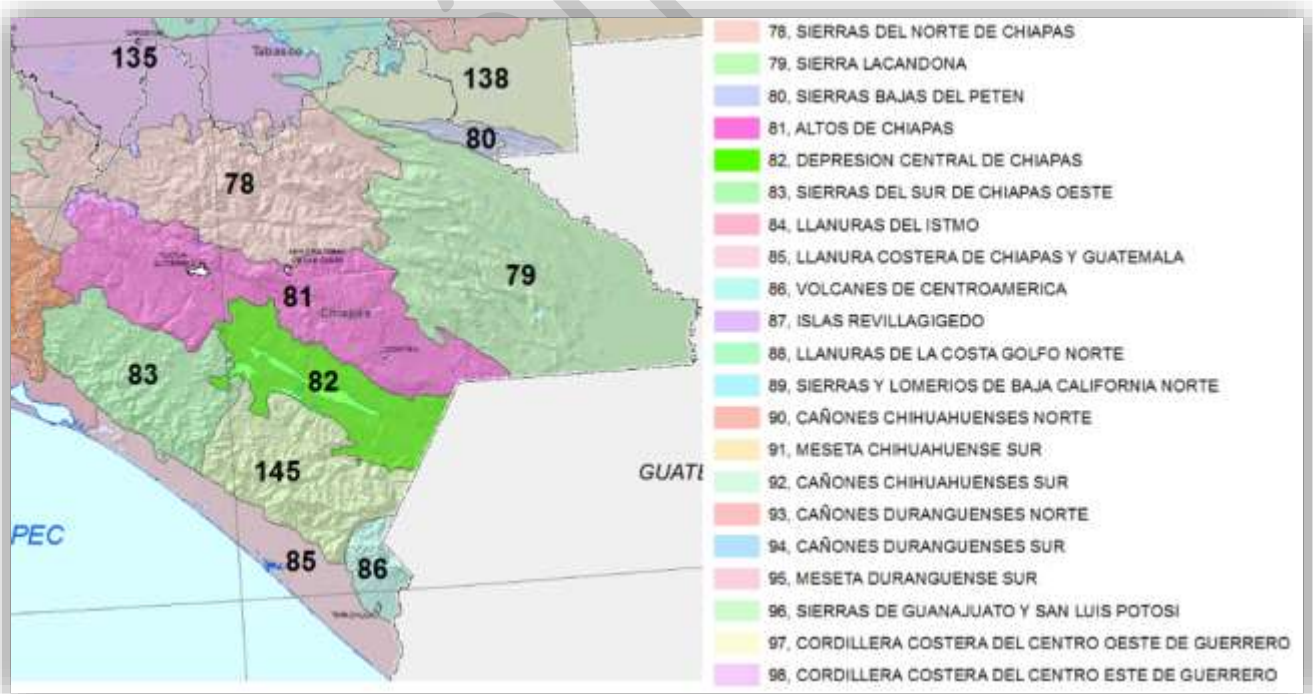 135
Tabasco
138
80
78
79
81
Chiapas
83
82
145
GUATE
PEC
85
86
78, SIERRAS DEL NORTE DE CHIAPAS
79, SIERRA LACANDONA
80, SIERRAS BAJAS DEL PETEN
81, ALTOS DE CHIAPAS
82, DEPRESION CENTRAL DE CHIAPAS
83, SIERRAS DEL SUR DE CHIAPAS OESTE
84, LLANURAS DEL ISTMO
85, LLANURA COSTERA DE CHIAPAS Y GUATEMALA
86, VOLCANES DE CENTROAMERICA
87, ISLAS REVILLAGIGEDO
88, LLANURAS DE LA COSTA GOLFO NORTE
89, SIERRAS Y LOMERIOS DE BAJA CALIFORNIA NORTE
90, CAÑONES CHIHUAHUENSES NORTE
91, MESETA CHIHUAHUENSE SUR
92, CAÑONES CHIHUAHUENSES SUR
93, CAÑONES DURANGUENSES NORTE
94, CAÑONES DURANGUENSES SUR
95, MESETA DURANGUENSE SUR
96, SIERRAS DE GUANAJUATO Y SAN LUIS POTOSI
97, CORDILLERA COSTERA DEL CENTRO OESTE DE GUERRERO
98, CORDILLERA COSTERA DEL CENTRO ESTE DE GUERRERO